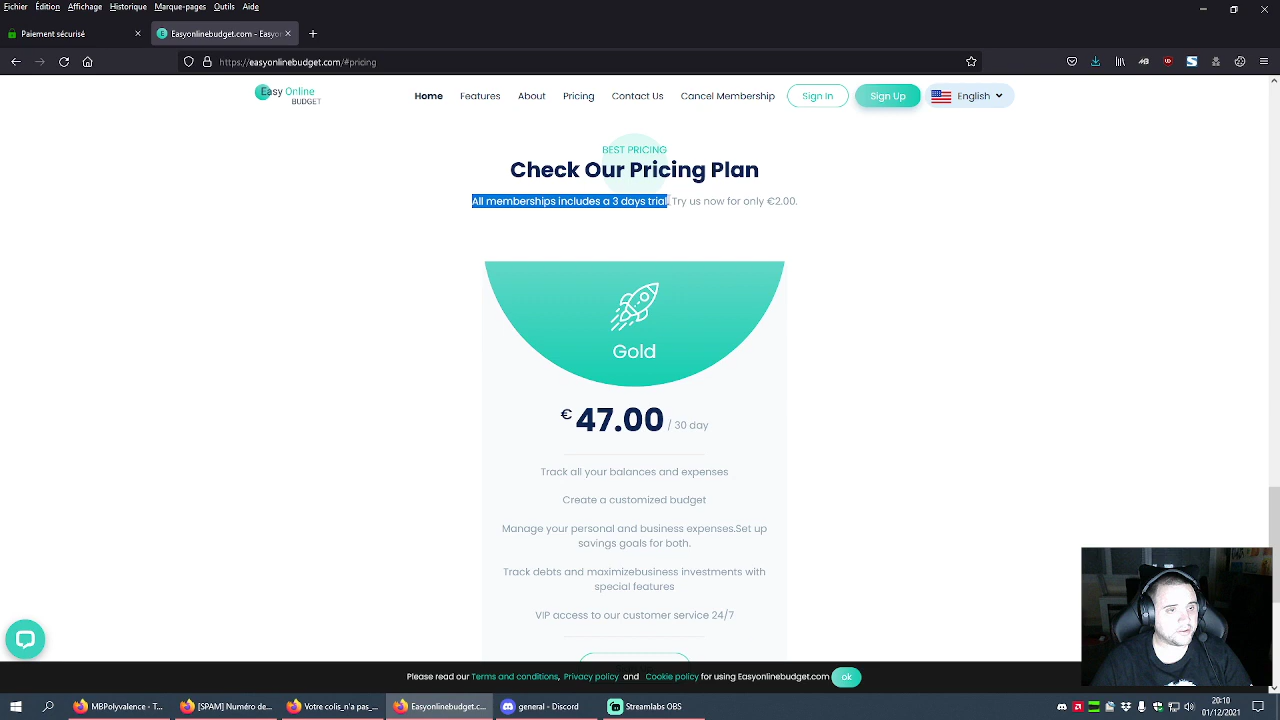 Fichier Édition Affichage Historique Marque-pages Outils Aide
Paiement sécurisé
Easyonlinebudget.com - Easyon
https://easyonlinebudget.com/#pricing
Easy Online
BUDGET
Home Features About Pricing Contact Us Cancel Membership Sign In Sign Up English
BEST PRICING
Check Our Pricing Plan
All memberships includes a 3 days trial. Try us now for only €2.00.
Gold
€ 47.00 / 30 day
Track all your balances and expenses
Create a customized budget
Manage your personal and business expenses.Set up
savings goals for both.
Track debts and maximizebusiness investments with
special features
VIP access to our customer service 24/7
Please read our Terms and conditions, Privacy policy and Cookie policy for using Easyonlinebudget.com ok
MBPolyvalence - T...
[SPAM] Numéro de...
Votre colis_n'a pas_...
Easyonlinebudget.c...
general - Discord
Streamlabs OBS
20:10
01/12/2021